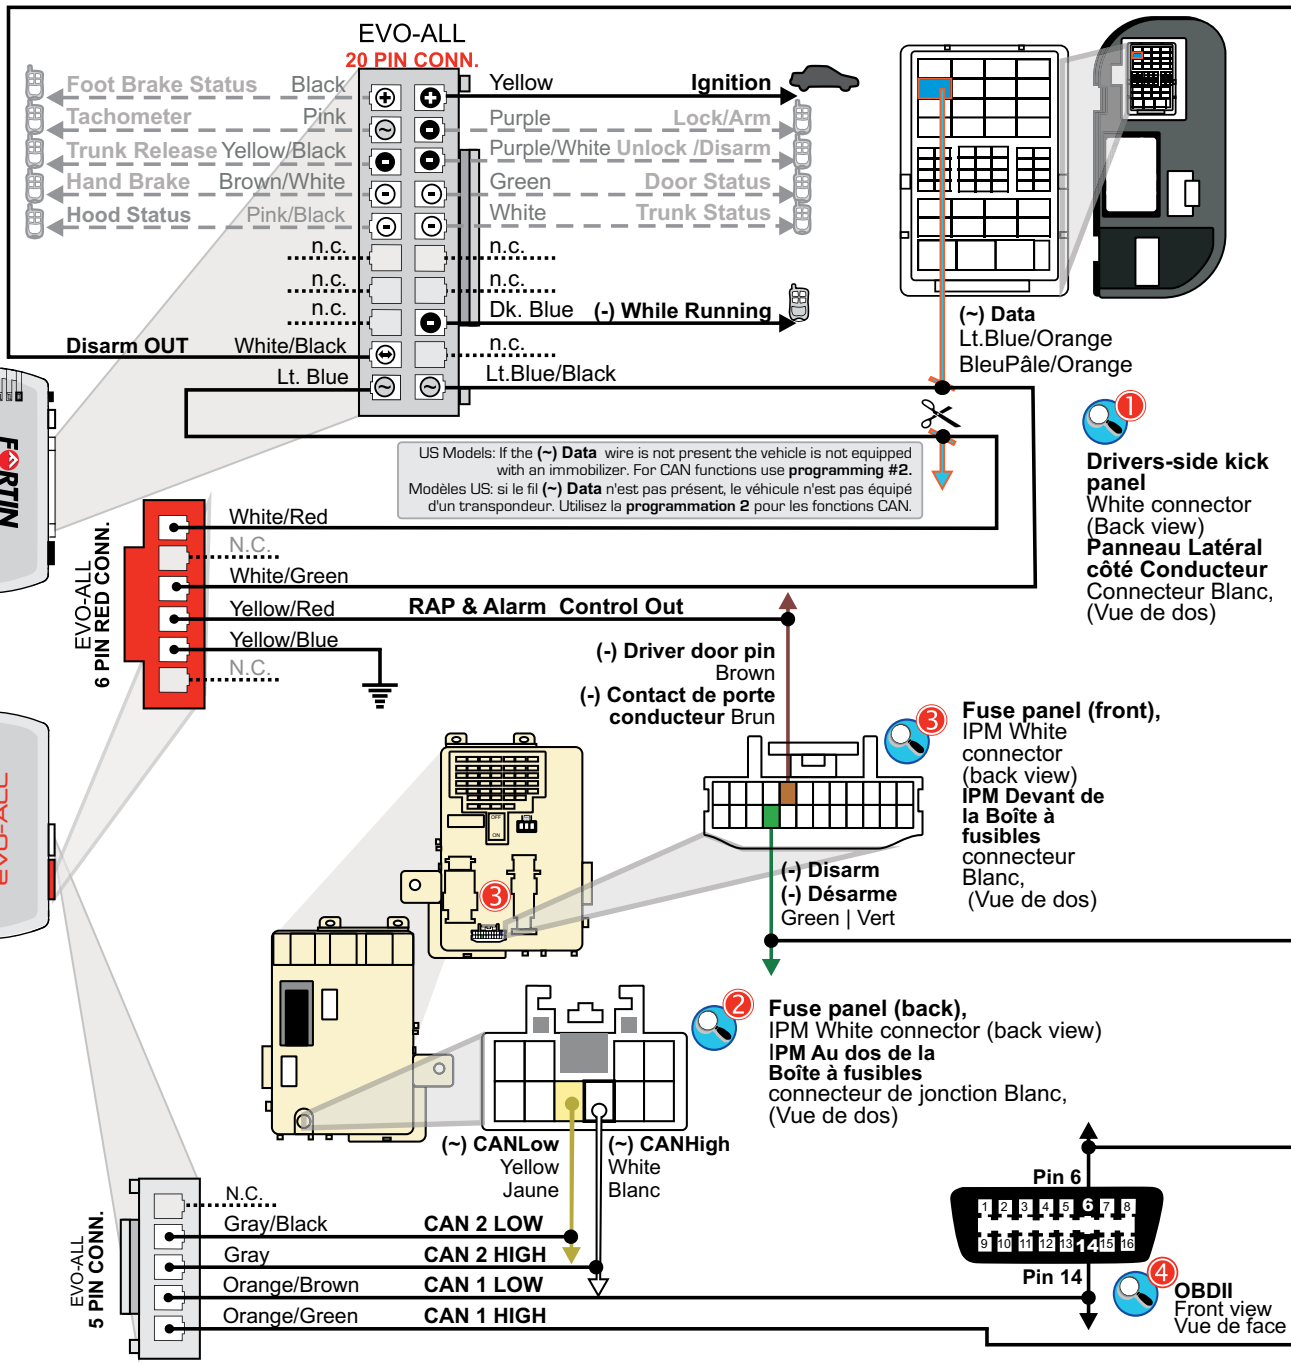 EVO-ALL
20 PIN CONN.
Foot Brake Status Black
Yellow Ignition
Tachometer Pink
Purple Lock/Arm
Trunk Release Yellow/Black
Purple/White Unlock /Disarm
Hand Brake Brown/White
Green Door Status
Hood Status Pink/Black
White Trunk Status
n.c. n.c.
n.c. n.c.
n.c. Dk. Blue (-) While Running
Disarm OUT White/Black n.c.
Lt. Blue Lt.Blue/Black
(~) Data
Lt.Blue/Orange
BleuPâle/Orange
US Models: If the (~) Data wire is not present the vehicle is not equipped
with an immobilizer. For CAN functions use programming #2.
Modèles US: si le fil (~) Data n'est pas présent, le véhicule n'est pas équipé
d'un transpondeur. Utilisez la programmation 2 pour les fonctions CAN.
1
Drivers-side kick
panel
White connector
(Back view)
Panneau Latéral
côté Conducteur
Connecteur Blanc,
(Vue de dos)
FORTIN
EVO-ALL
6 PIN RED CONN.
White/Red
N.C.
White/Green
Yellow/Red RAP & Alarm Control Out
Yellow/Blue
N.C.
(-) Driver door pin
Brown
(-) Contact de porte
conducteur Brun
3
Fuse panel (front),
IPM White
connector
(back view)
IPM Devant de
la Boîte à
fusibles
connecteur
Blanc,
(Vue de dos)
EVO-ALL
OFF
ON
3
(-) Disarm
(-) Désarme
Green | Vert
2
Fuse panel (back),
IPM White connector (back view)
IPM Au dos de la
Boîte à fusibles
connecteur de jonction Blanc,
(Vue de dos)
(~) CANLow
Yellow
Jaune
(~) CANHigh
White
Blanc
EVO-ALL
5 PIN CONN.
N.C.
Gray/Black CAN 2 LOW
Gray CAN 2 HIGH
Orange/Brown CAN 1 LOW
Orange/Green CAN 1 HIGH
Pin 6
1 2 3 4 5 6 7 8
9 10 11 12 13 14 15 16
Pin 14
4
OBDII
Front view
Vue de face